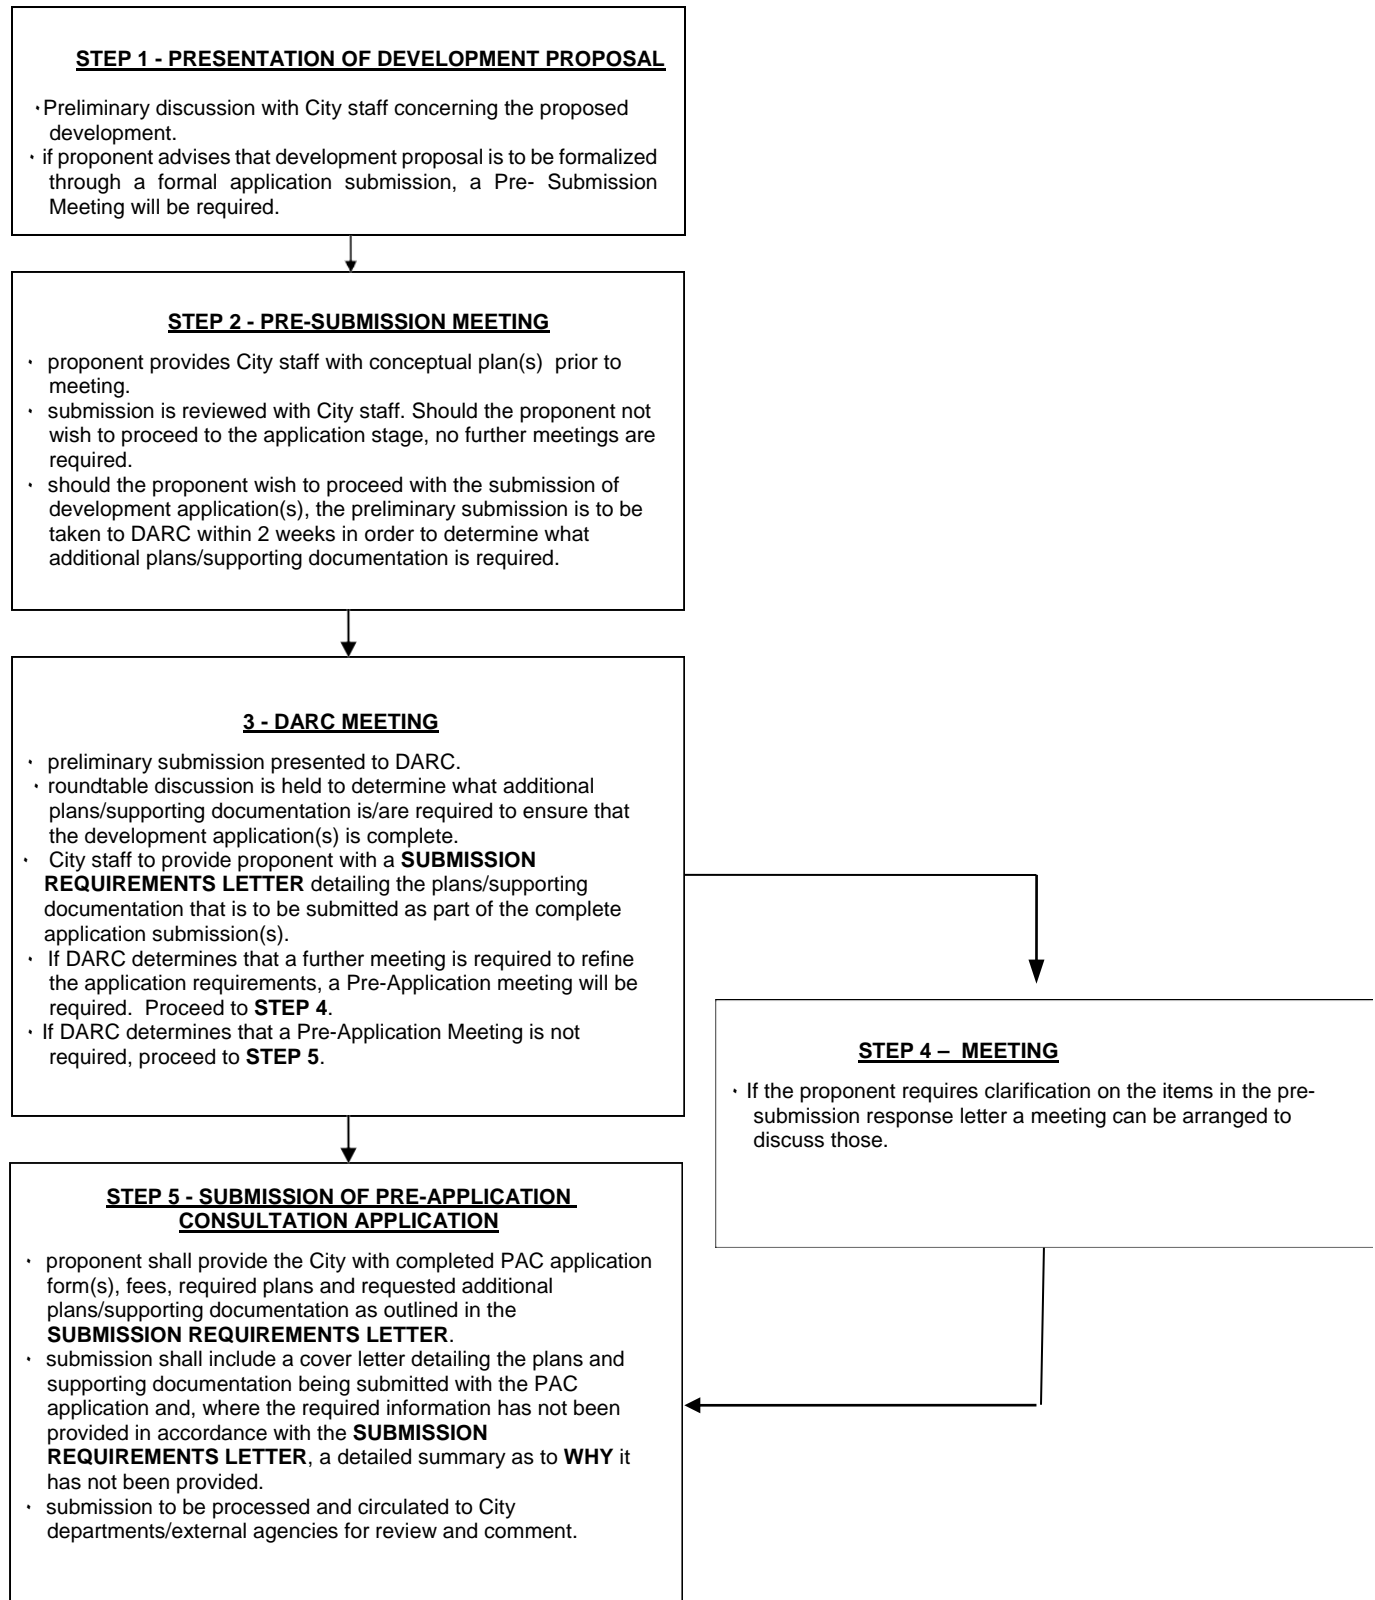 STEP 1 - PRESENTATION OF DEVELOPMENT PROPOSAL
· Preliminary discussion with City staff concerning the proposed
development.
· if proponent advises that development proposal is to be formalized
through a formal application submission, a Pre- Submission
Meeting will be required.
STEP 2 - PRE-SUBMISSION MEETING
· proponent provides City staff with conceptual plan(s) prior to
meeting.
· submission is reviewed with City staff. Should the proponent not
wish to proceed to the application stage, no further meetings are
required.
· should the proponent wish to proceed with the submission of
development application(s), the preliminary submission is to be
taken to DARC within 2 weeks in order to determine what
additional plans/supporting documentation is required.
3 - DARC MEETING
· preliminary submission presented to DARC.
· roundtable discussion is held to determine what additional
plans/supporting documentation is/are required to ensure that
the development application(s) is complete.
· City staff to provide proponent with a SUBMISSION
REQUIREMENTS LETTER detailing the plans/supporting
documentation that is to be submitted as part of the complete
application submission(s).
· If DARC determines that a further meeting is required to refine
the application requirements, a Pre-Application meeting will be
required. Proceed to STEP 4.
· If DARC determines that a Pre-Application Meeting is not
required, proceed to STEP 5.
STEP 4 – MEETING
· If the proponent requires clarification on the items in the pre-
submission response letter a meeting can be arranged to
discuss those.
STEP 5 - SUBMISSION OF PRE-APPLICATION
CONSULTATION APPLICATION
· proponent shall provide the City with completed PAC application
form(s), fees, required plans and requested additional
plans/supporting documentation as outlined in the
SUBMISSION REQUIREMENTS LETTER.
· submission shall include a cover letter detailing the plans and
supporting documentation being submitted with the PAC
application and, where the required information has not been
provided in accordance with the SUBMISSION
REQUIREMENTS LETTER, a detailed summary as to WHY it
has not been provided.
· submission to be processed and circulated to City
departments/external agencies for review and comment.